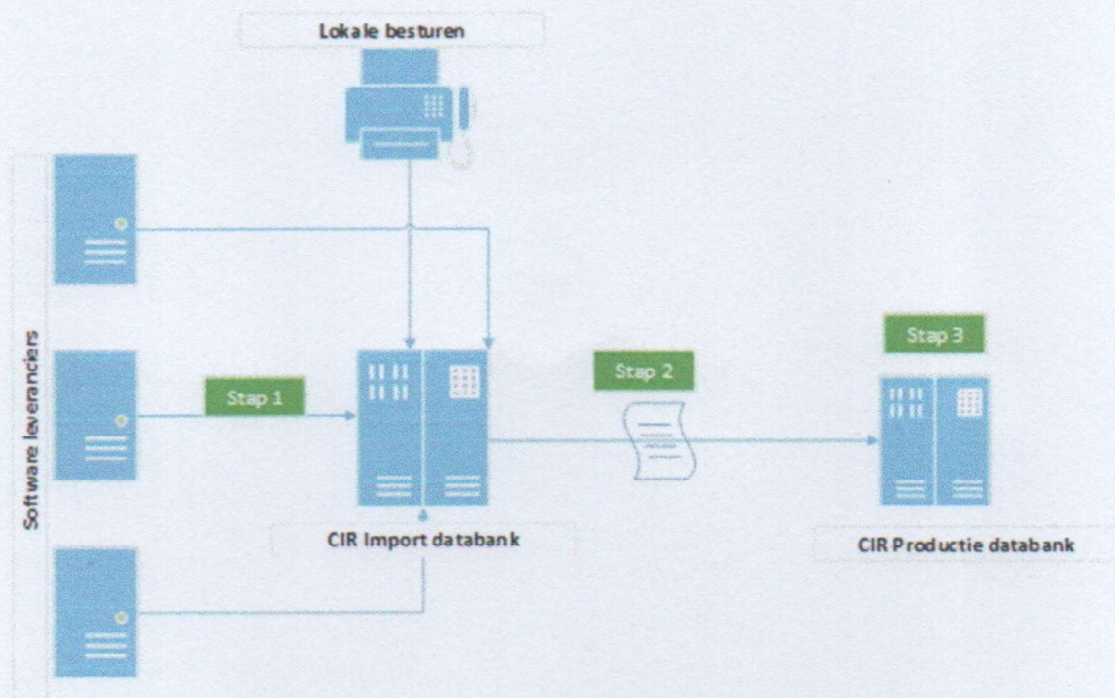 Lokale besturen
Software leveranciers
Stap 1
Stap 2
Stap 3
CIR Import databank
CIR Productie databank